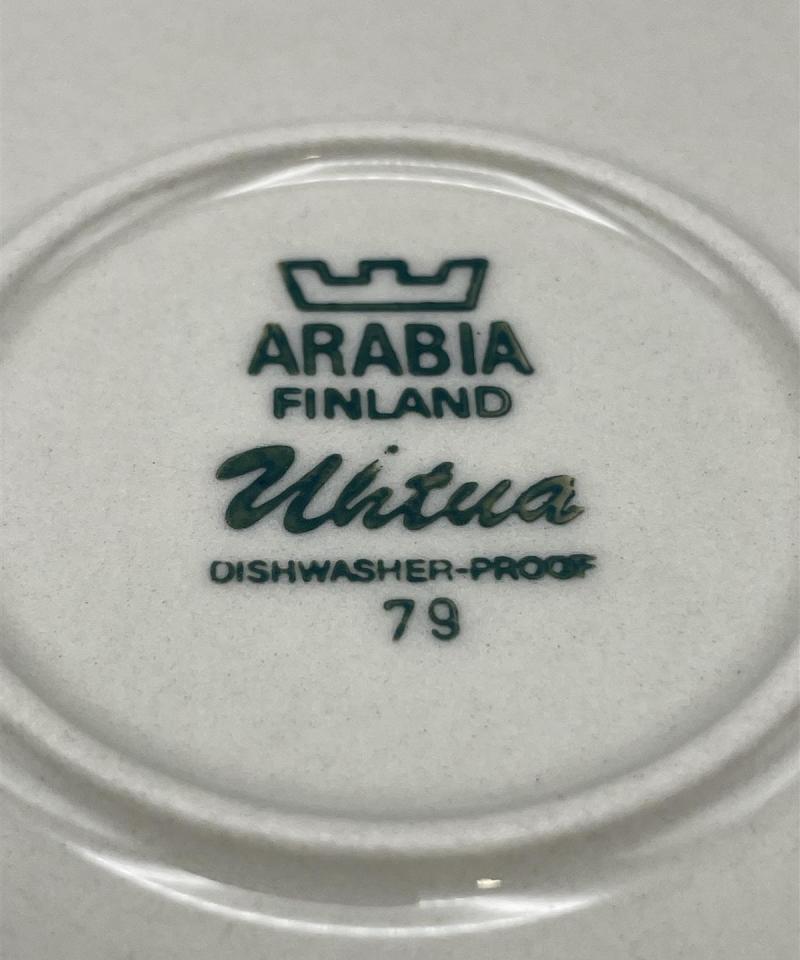 ARABIA
FINLAND
Uhtua
DISHWASHER-PROOF
79